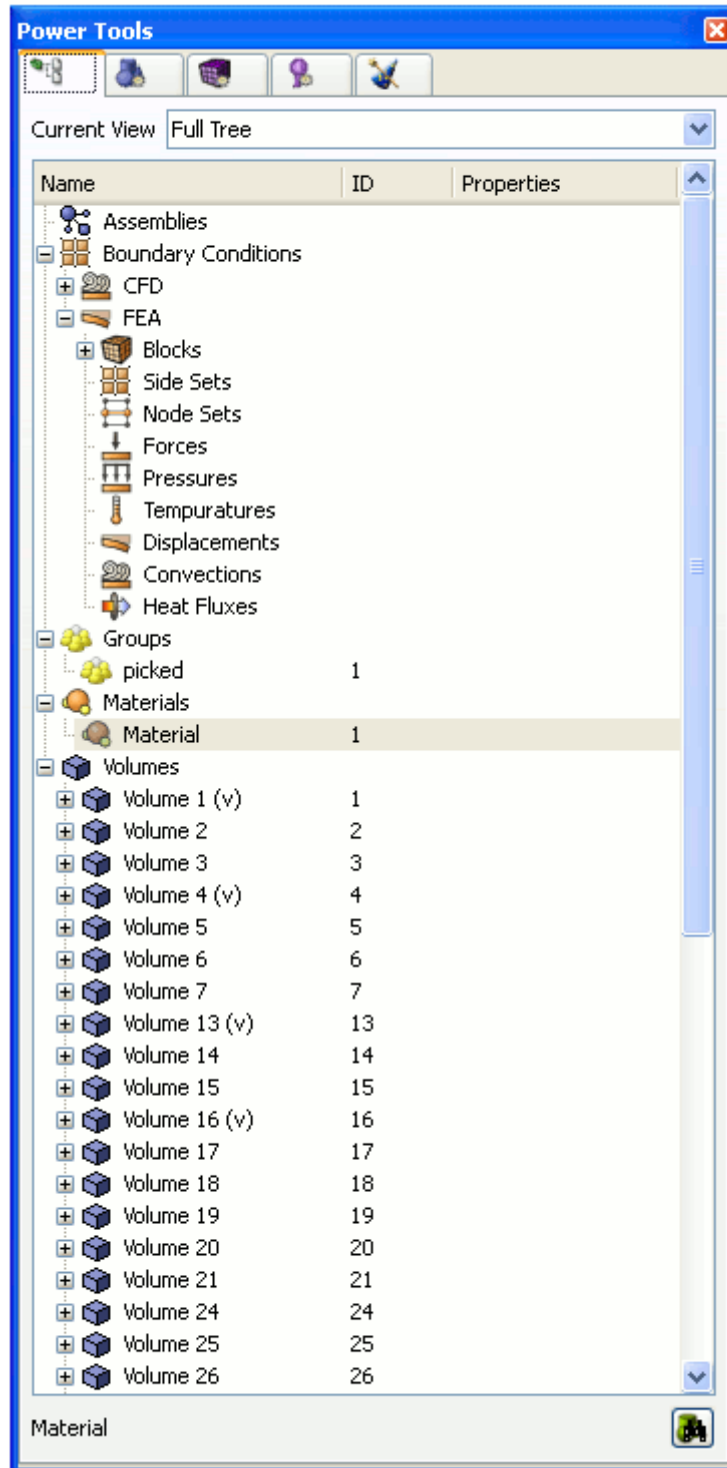 Power Tools
Current View Full Tree
Name ID Properties
Assemblies
Boundary Conditions
CFD
FEA
Blocks
Side Sets
Node Sets
Forces
Pressures
Tempuratures
Displacements
Convections
Heat Fluxes
Groups
picked 1
Materials
Material 1
Volumes
Volume 1 (v) 1
Volume 2 2
Volume 3 3
Volume 4 (v) 4
Volume 5 5
Volume 6 6
Volume 7 7
Volume 13 (v) 13
Volume 14 14
Volume 15 15
Volume 16 (v) 16
Volume 17 17
Volume 18 18
Volume 19 19
Volume 20 20
Volume 21 21
Volume 24 24
Volume 25 25
Volume 26 26
Material